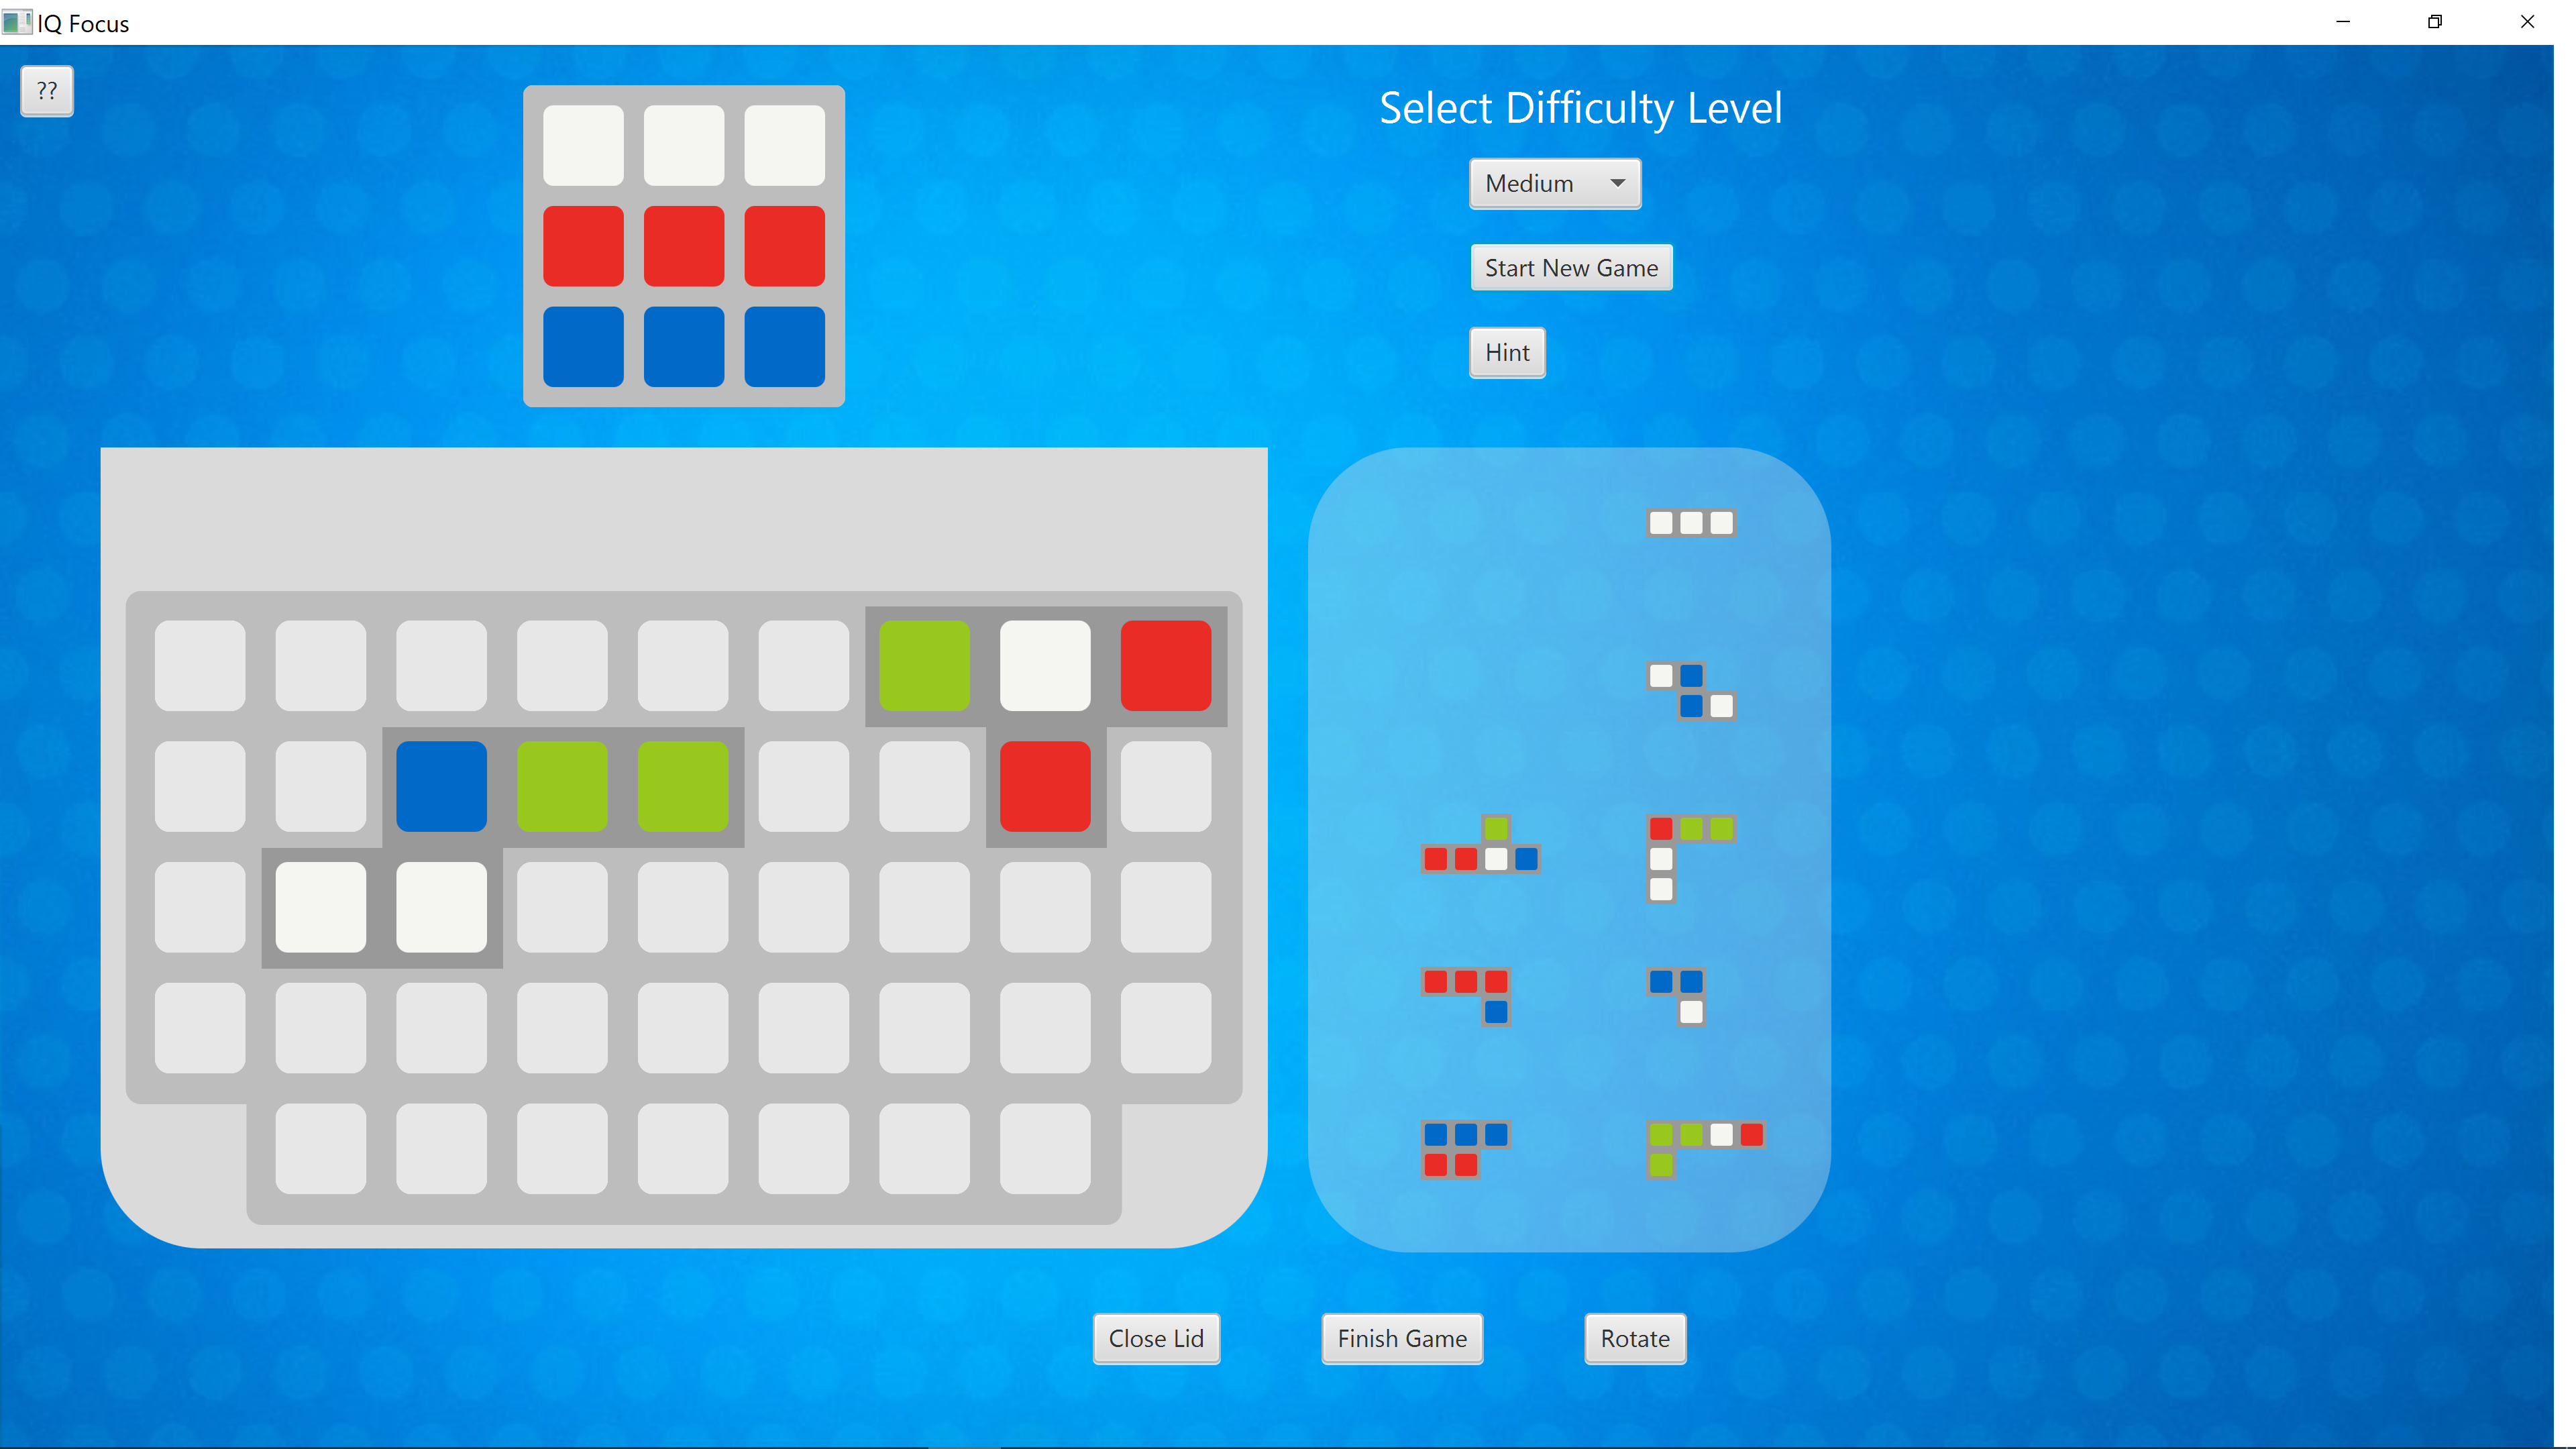 IQ Focus
??
Select Difficulty Level
Medium
Start New Game
Hint
Close Lid
Finish Game
Rotate